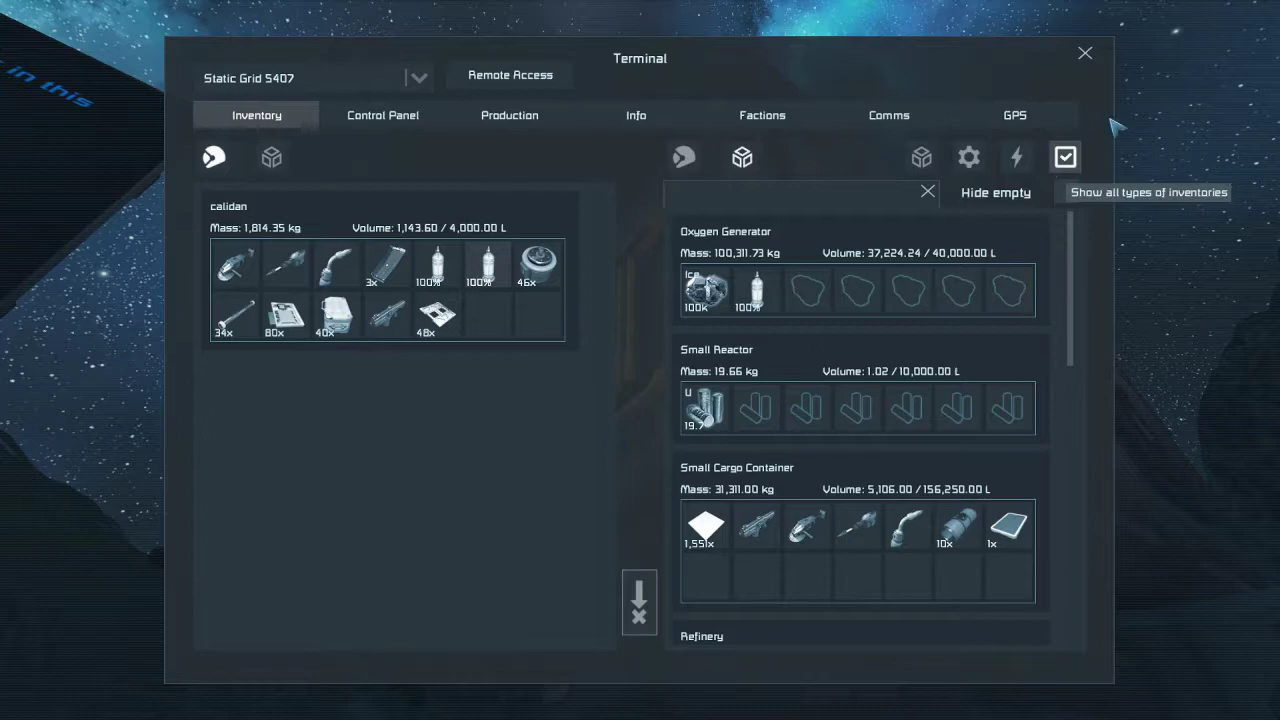 k in this
Terminal
Static Grid 5407
Remote Access
Inventory
Control Panel
Production
Info
Factions
Comms
GPS
Hide empty
Show all types of inventories
calidan
Mass: 1,814.35 kg Volume: 1,143.60 / 4,000.00 L
3x 100% 100% 46x
34x 80x 40x 48x
Oxygen Generator
Mass: 100,311.73 kg Volume: 37,224.24 / 40,000.00 L
Ice
100k 100%
Small Reactor
Mass: 19.66 kg Volume: 1.02 / 10,000.00 L
U
19.7
Small Cargo Container
Mass: 31,311.00 kg Volume: 5,106.00 / 156,250.00 L
1,551x 10x 1x
Refinery